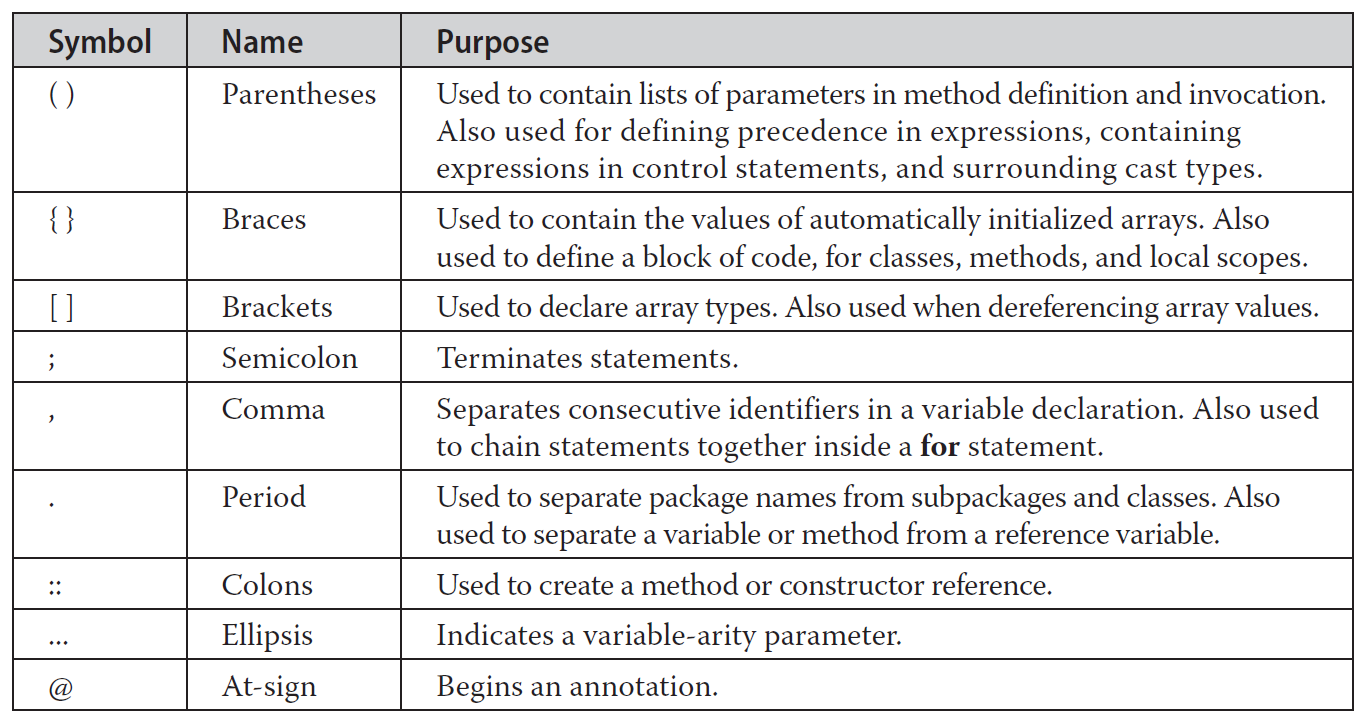 Symbol Name Purpose
( ) Parentheses Used to contain lists of parameters in method definition and invocation.
Also used for defining precedence in expressions, containing
expressions in control statements, and surrounding cast types.
{ } Braces Used to contain the values of automatically initialized arrays. Also
used to define a block of code, for classes, methods, and local scopes.
[ ] Brackets Used to declare array types. Also used when dereferencing array values.
; Semicolon Terminates statements.
, Comma Separates consecutive identifiers in a variable declaration. Also used
to chain statements together inside a for statement.
. Period Used to separate package names from subpackages and classes. Also
used to separate a variable or method from a reference variable.
:: Colons Used to create a method or constructor reference.
... Ellipsis Indicates a variable-arity parameter.
@ At-sign Begins an annotation.